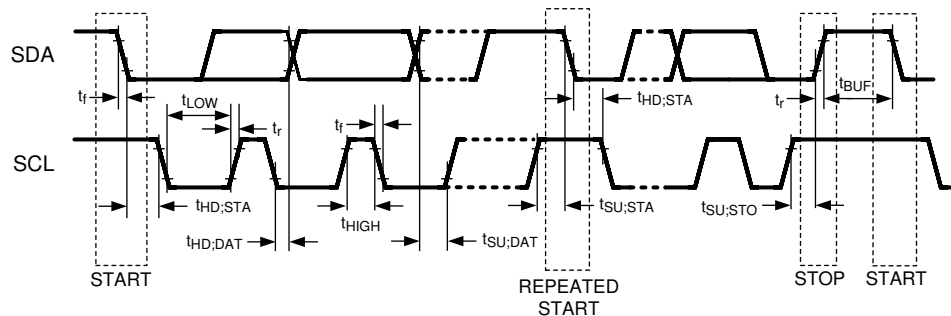 SDA
t_f
t_LOW
t_r
t_f
t_HD;STA
t_r
t_BUF
SCL
t_HD;STA
t_HD;DAT
t_HIGH
t_SU;DAT
t_SU;STA
t_SU;STO
START
REPEATED
START
STOP
START